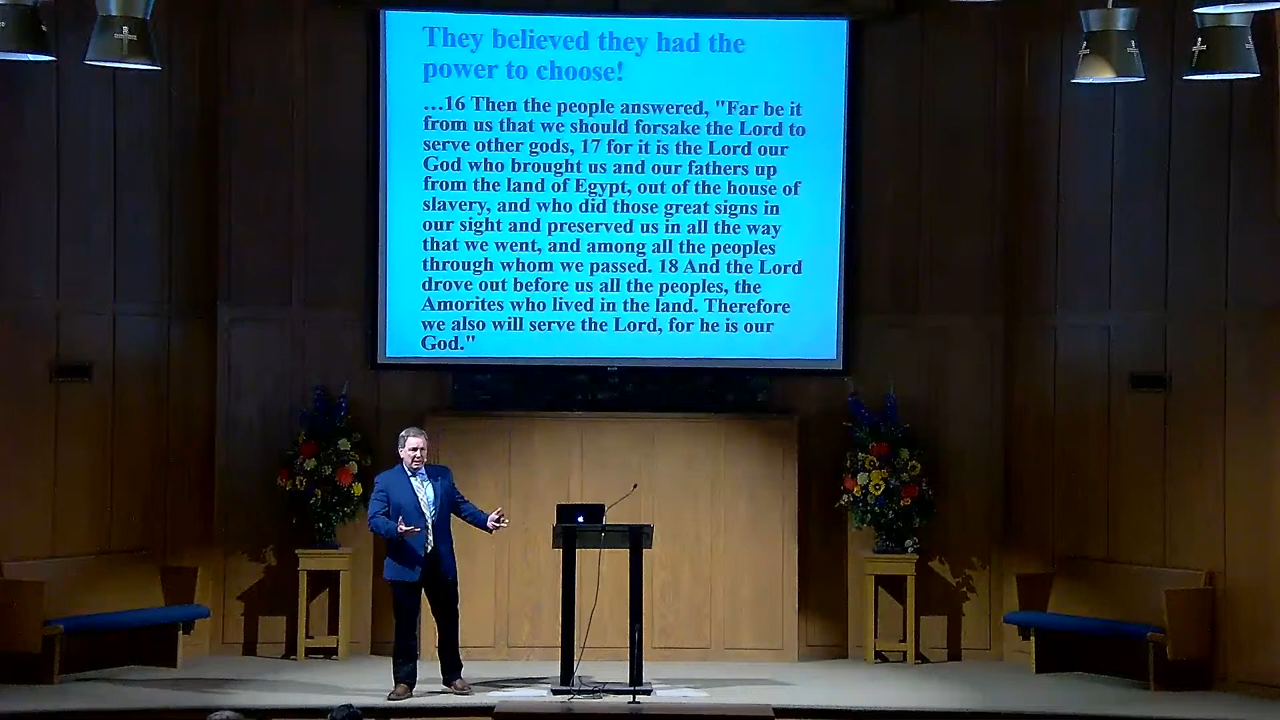 They believed they had the
power to choose!
…16 Then the people answered, "Far be it
from us that we should forsake the Lord to
serve other gods, 17 for it is the Lord our
God who brought us and our fathers up
from the land of Egypt, out of the house of
slavery, and who did those great signs in
our sight and preserved us in all the way
that we went, and among all the peoples
through whom we passed. 18 And the Lord
drove out before us all the peoples, the
Amorites who lived in the land. Therefore
we also will serve the Lord, for he is our
God."